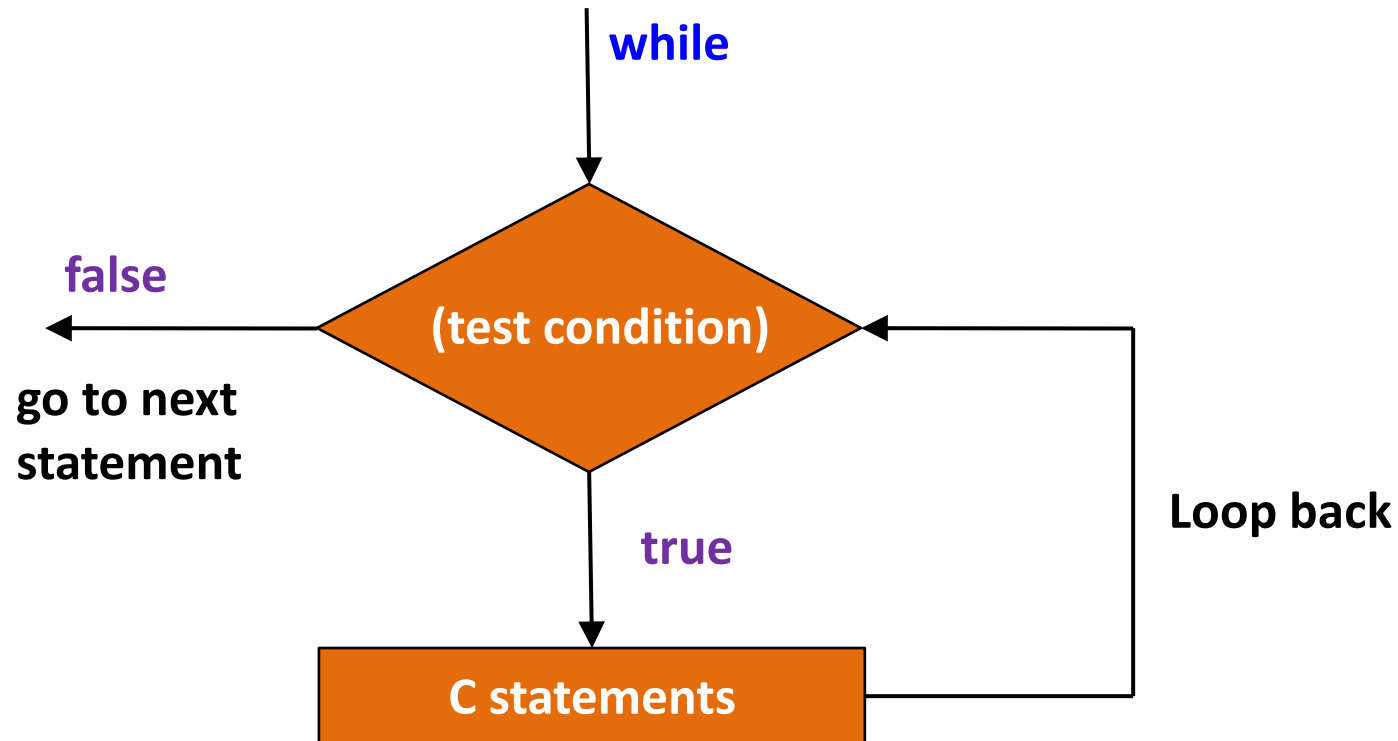 while
false
(test condition)
go to next
statement
Loop back
true
C statements